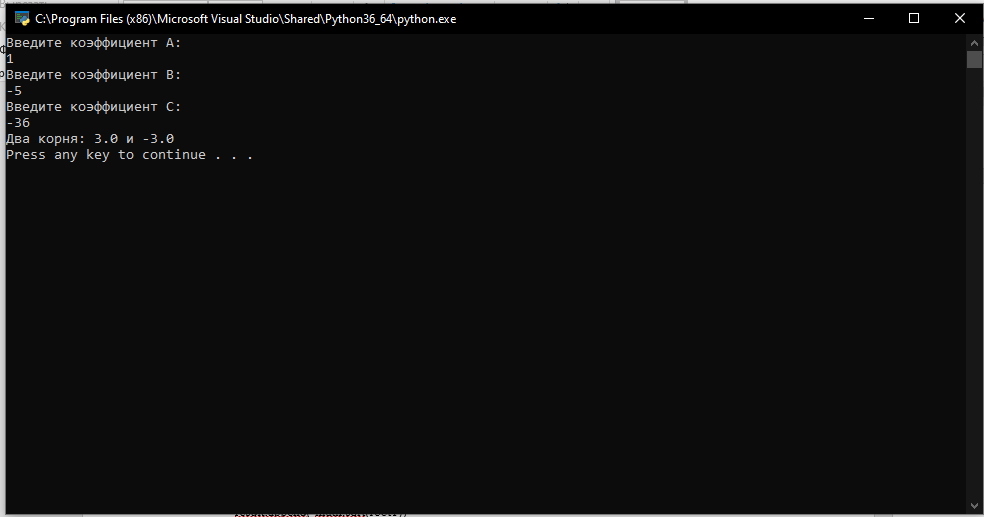 C:\Program Files (x86)\Microsoft Visual Studio\Shared\Python36_64\python.exe
Введите коэффициент A:
1
Введите коэффициент B:
-5
Введите коэффициент C:
-36
Два корня: 3.0 и -3.0
Press any key to continue . . .